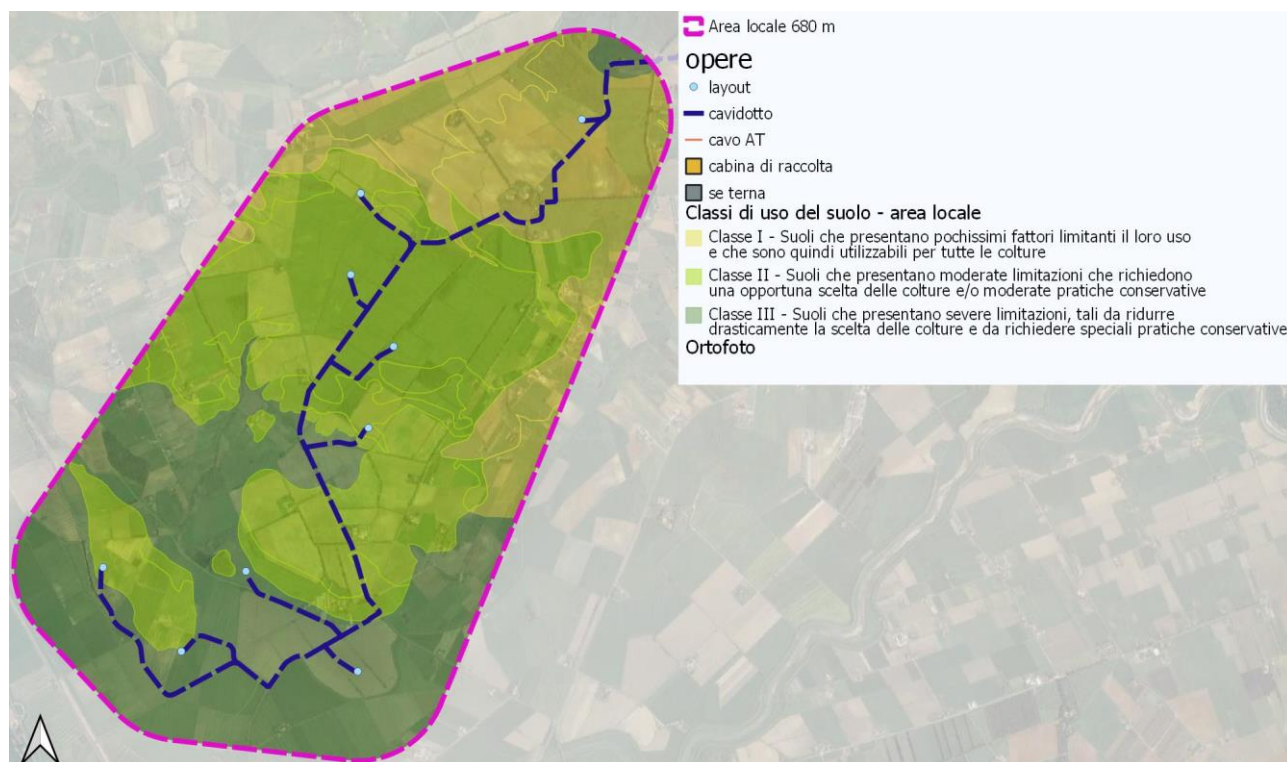 Area locale 680 m
opere
layout
cavidotto
cavo AT
cabina di raccolta
se terna
Classi di uso del suolo - area locale
Classe I - Suoli che presentano pochissimi fattori limitanti il loro uso
e che sono quindi utilizzabili per tutte le colture
Classe II - Suoli che presentano moderate limitazioni che richiedono
una opportuna scelta delle colture e/o moderate pratiche conservative
Classe III - Suoli che presentano severe limitazioni, tali da ridurre
drasticamente la scelta delle colture e da richiedere speciali pratiche conservative
Ortofoto